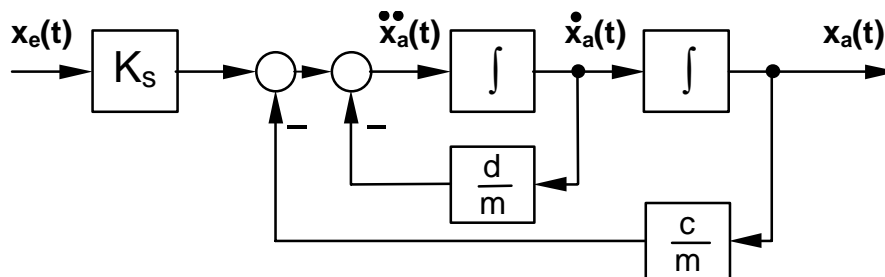 xₑ(t)
Kₛ
ẍₐ(t)
∫
ẋₐ(t)
∫
xₐ(t)
−
−
d
m
c
m